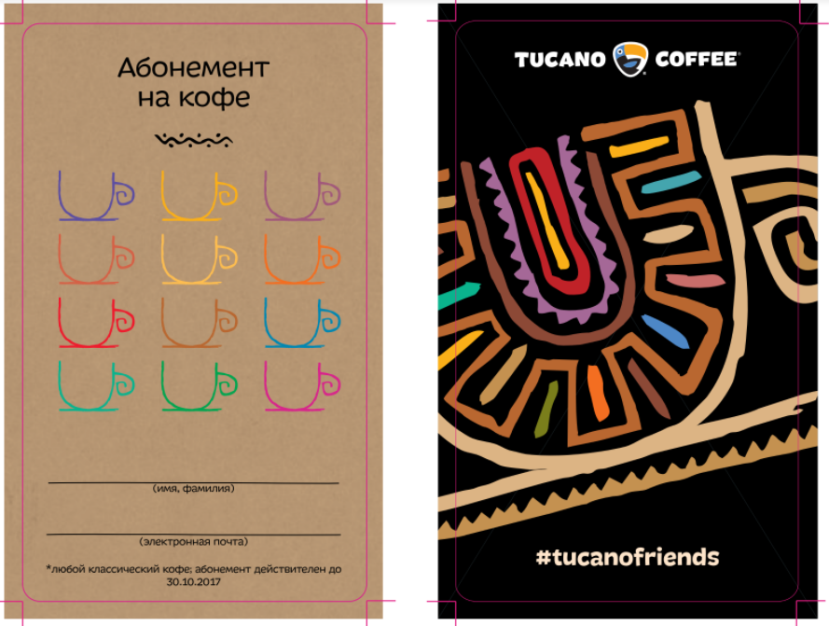 Абонемент
на кофе
(имя, фамилия)
(электронная почта)
*любой классический кофе; абонемент действителен до
30.10.2017
TUCANO COFFEE
#tucanofriends